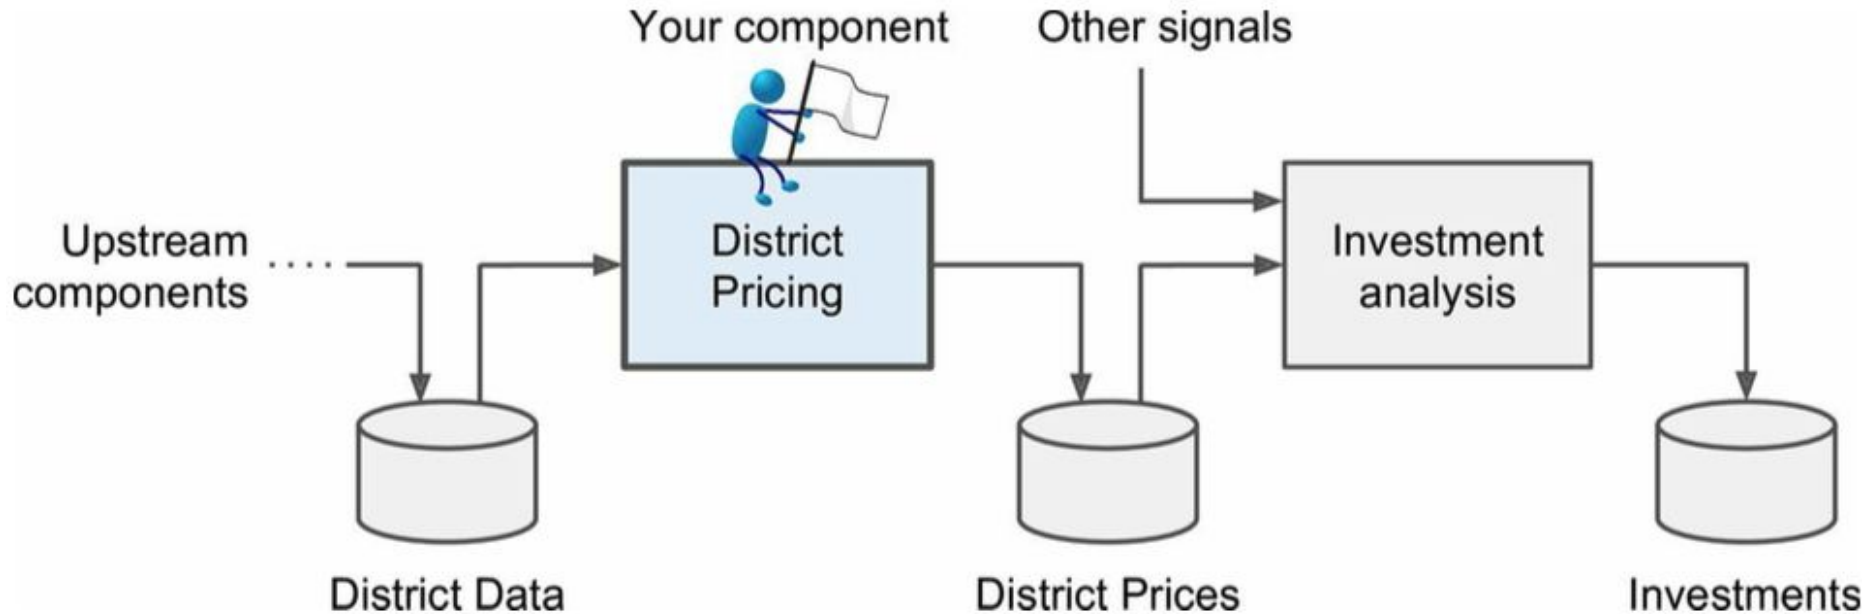 Your component
Other signals
Upstream
components
District
Pricing
Investment
analysis
District Data
District Prices
Investments